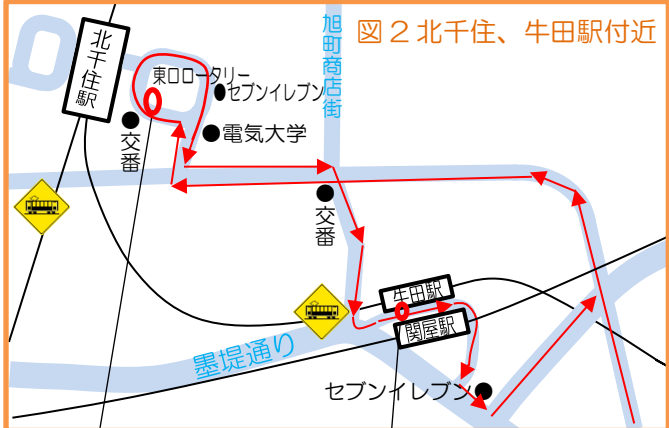 図２北千住、牛田駅付近
北千住駅
東口ロータリー
セブンイレブン
旭町商店街
電気大学
交番
交番
牛田駅
関屋駅
墨堤通り
セブンイレブン